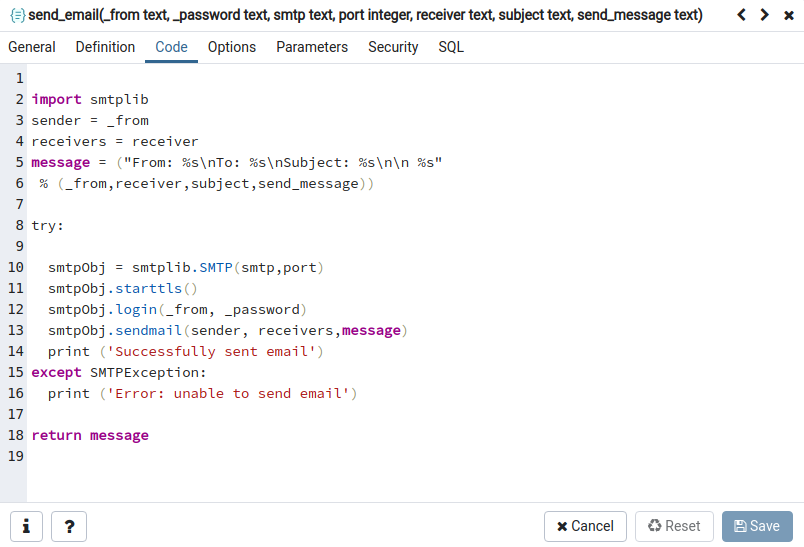 send_email(_from text, _password text, smtp text, port integer, receiver text, subject text, send_message text)
General Definition Code Options Parameters Security SQL
1
2 import smtplib
3 sender = _from
4 receivers = receiver
5 message = ("From: %s\nTo: %s\nSubject: %s\n\n %s"
6  % (_from,receiver,subject,send_message))
7
8 try:
9
10   smtpObj = smtplib.SMTP(smtp,port)
11   smtpObj.starttls()
12   smtpObj.login(_from, _password)
13   smtpObj.sendmail(sender, receivers,message)
14   print ('Successfully sent email')
15 except SMTPException:
16   print ('Error: unable to send email')
17
18 return message
19
i ? Cancel Reset Save